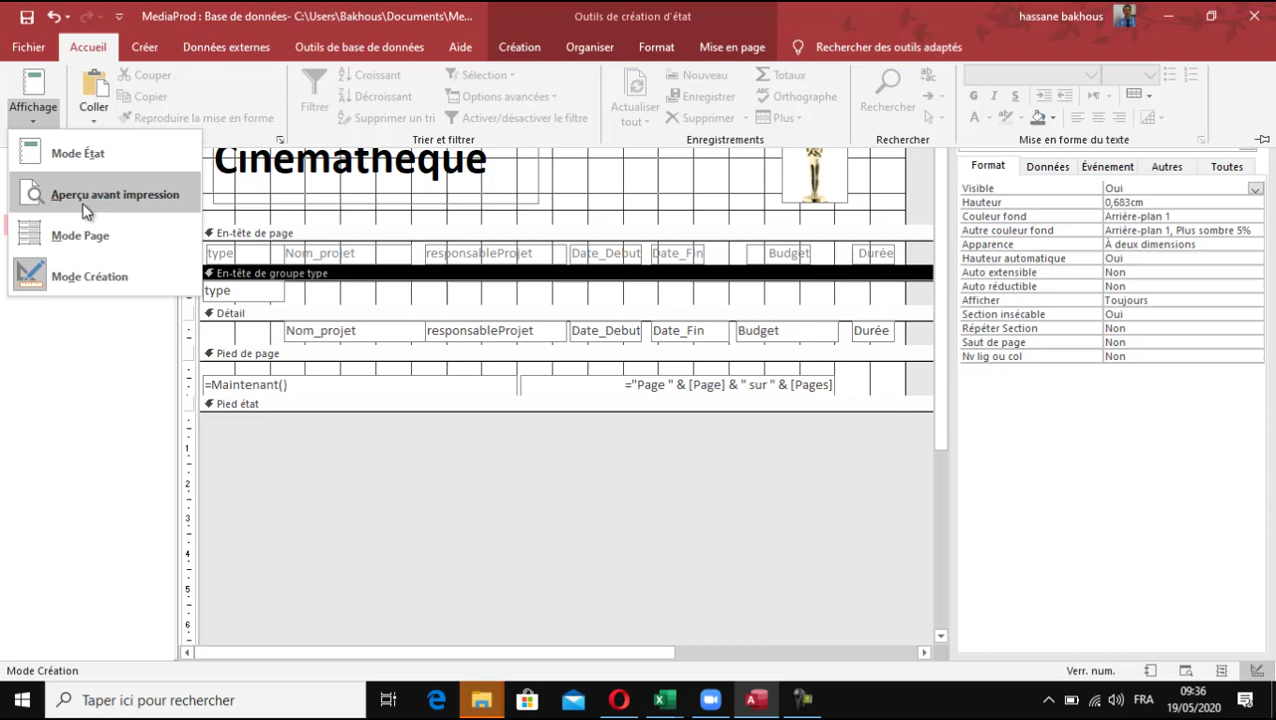 MediaProd : Base de données- C:\Users\Bakhous\Documents\Me...
Outils de création d'état
hassane bakhous
Fichier Accueil Créer Données externes Outils de base de données Aide Création Organiser Format Mise en page Rechercher des outils adaptés
Affichage
Coller
Couper
Copier
Reproduire la mise en forme
Filtrer
Croissant
Décroissant
Supprimer un tri
Sélection
Options avancées
Activer/désactiver le filtre
Trier et filtrer
Actualiser
tout
Nouveau
Enregistrer
Supprimer
Totaux
Orthographe
Plus
Enregistrements
Rechercher
Rechercher
G I S
A
Mise en forme du texte
Mode État
Aperçu avant impression
Mode Page
Mode Création
Cinemathèque
En-tête de page
type Nom_projet responsableProjet Date_Debut Date_Fin Budget Durée
En-tête de groupe type
type
Détail
Nom_projet responsableProjet Date_Debut Date_Fin Budget Durée
Pied de page
=Maintenant() ="Page " & [Page] & " sur " & [Pages]
Pied état
1
2
3
4
5
6
Format Données Événement Autres Toutes
Visible Oui
Hauteur 0,683cm
Couleur fond Arrière-plan 1
Autre couleur fond Arrière-plan 1, Plus sombre 5%
Apparence À deux dimensions
Hauteur automatique Oui
Auto extensible Non
Auto réductible Non
Afficher Toujours
Section insécable Oui
Répéter Section Non
Saut de page Non
Nv lig ou col Non
Mode Création
Verr. num.
Taper ici pour rechercher
FRA
09:36
19/05/2020